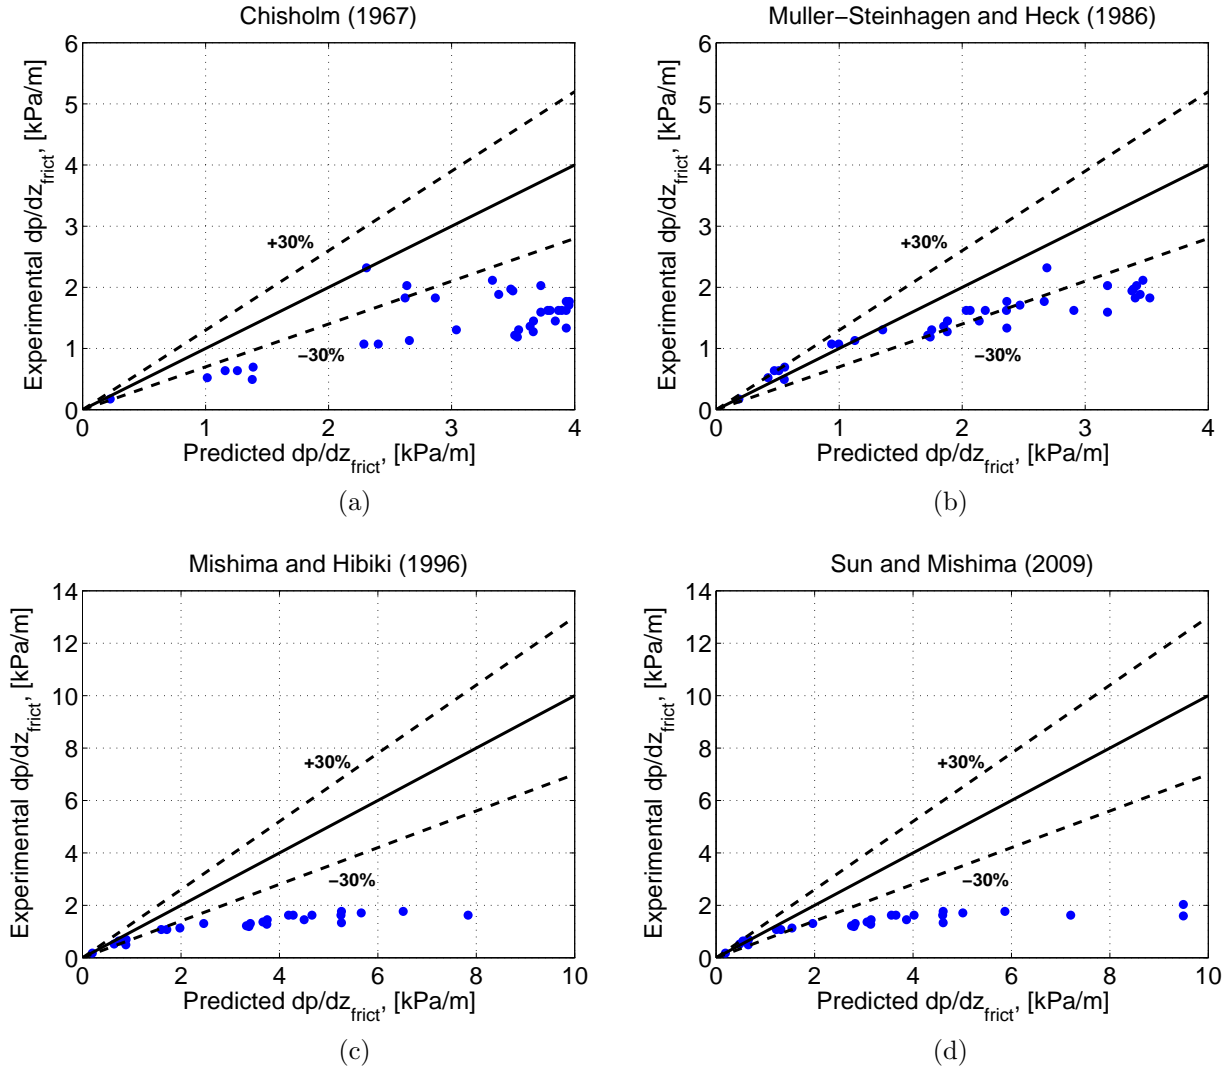 Chisholm (1967)
Experimental dp/dz_frict, [kPa/m]
6
5
4
3
2
1
0
+30%
−30%
0 1 2 3 4
Predicted dp/dz_frict, [kPa/m]
(a)
Muller−Steinhagen and Heck (1986)
Experimental dp/dz_frict, [kPa/m]
6
5
4
3
2
1
0
+30%
−30%
0 1 2 3 4
Predicted dp/dz_frict, [kPa/m]
(b)
Mishima and Hibiki (1996)
Experimental dp/dz_frict, [kPa/m]
14
12
10
8
6
4
2
0
+30%
−30%
0 2 4 6 8 10
Predicted dp/dz_frict, [kPa/m]
(c)
Sun and Mishima (2009)
Experimental dp/dz_frict, [kPa/m]
14
12
10
8
6
4
2
0
+30%
−30%
0 2 4 6 8 10
Predicted dp/dz_frict, [kPa/m]
(d)